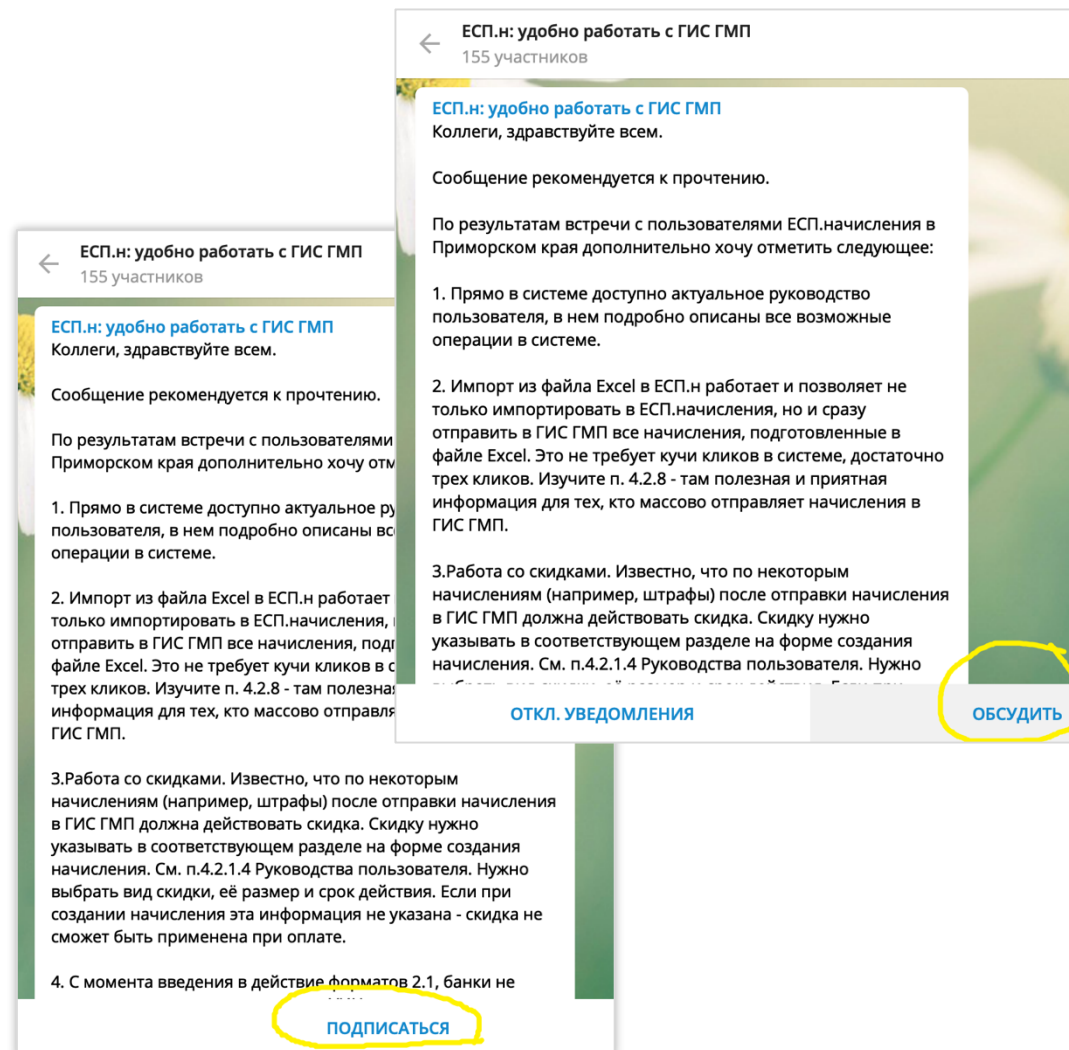 ЕСП.н: удобно работать с ГИС ГМП
155 участников
ЕСП.н: удобно работать с ГИС ГМП
Коллеги, здравствуйте всем.
Сообщение рекомендуется к прочтению.
По результатам встречи с пользователями ЕСП.начисления в
Приморском края дополнительно хочу отметить следующее:
1. Прямо в системе доступно актуальное руководство
пользователя, в нем подробно описаны все возможные
операции в системе.
2. Импорт из файла Excel в ЕСП.н работает и позволяет не
только импортировать в ЕСП.начисления, но и сразу
отправить в ГИС ГМП все начисления, подготовленные в
файле Excel. Это не требует кучи кликов в системе, достаточно
трех кликов. Изучите п. 4.2.8 - там полезная и приятная
информация для тех, кто массово отправляет начисления в
ГИС ГМП.
3.Работа со скидками. Известно, что по некоторым
начислениям (например, штрафы) после отправки начисления
в ГИС ГМП должна действовать скидка. Скидку нужно
указывать в соответствующем разделе на форме создания
начисления. См. п.4.2.1.4 Руководства пользователя. Нужно
ОТКЛ. УВЕДОМЛЕНИЯ
ОБСУДИТЬ
ЕСП.н: удобно работать с ГИС ГМП
155 участников
ЕСП.н: удобно работать с ГИС ГМП
Коллеги, здравствуйте всем.
Сообщение рекомендуется к прочтению.
По результатам встречи с пользователями
Приморском края дополнительно хочу
1. Прямо в системе доступно актуальное
пользователя, в нем подробно описаны
операции в системе.
2. Импорт из файла Excel в ЕСП.н работает
только импортировать в ЕСП.начисления,
отправить в ГИС ГМП все начисления,
файле Excel. Это не требует кучи кликов в
трех кликов. Изучите п. 4.2.8 - там
информация для тех, кто массово
ГИС ГМП.
3.Работа со скидками. Известно, что по некоторым
начислениям (например, штрафы) после отправки начисления
в ГИС ГМП должна действовать скидка. Скидку нужно
указывать в соответствующем разделе на форме создания
начисления. См. п.4.2.1.4 Руководства пользователя. Нужно
выбрать вид скидки, её размер и срок действия. Если при
создании начисления эта информация не указана - скидка не
сможет быть применена при оплате.
4. С момента введения в действие форматов 2.1, банки не
ПОДПИСАТЬСЯ